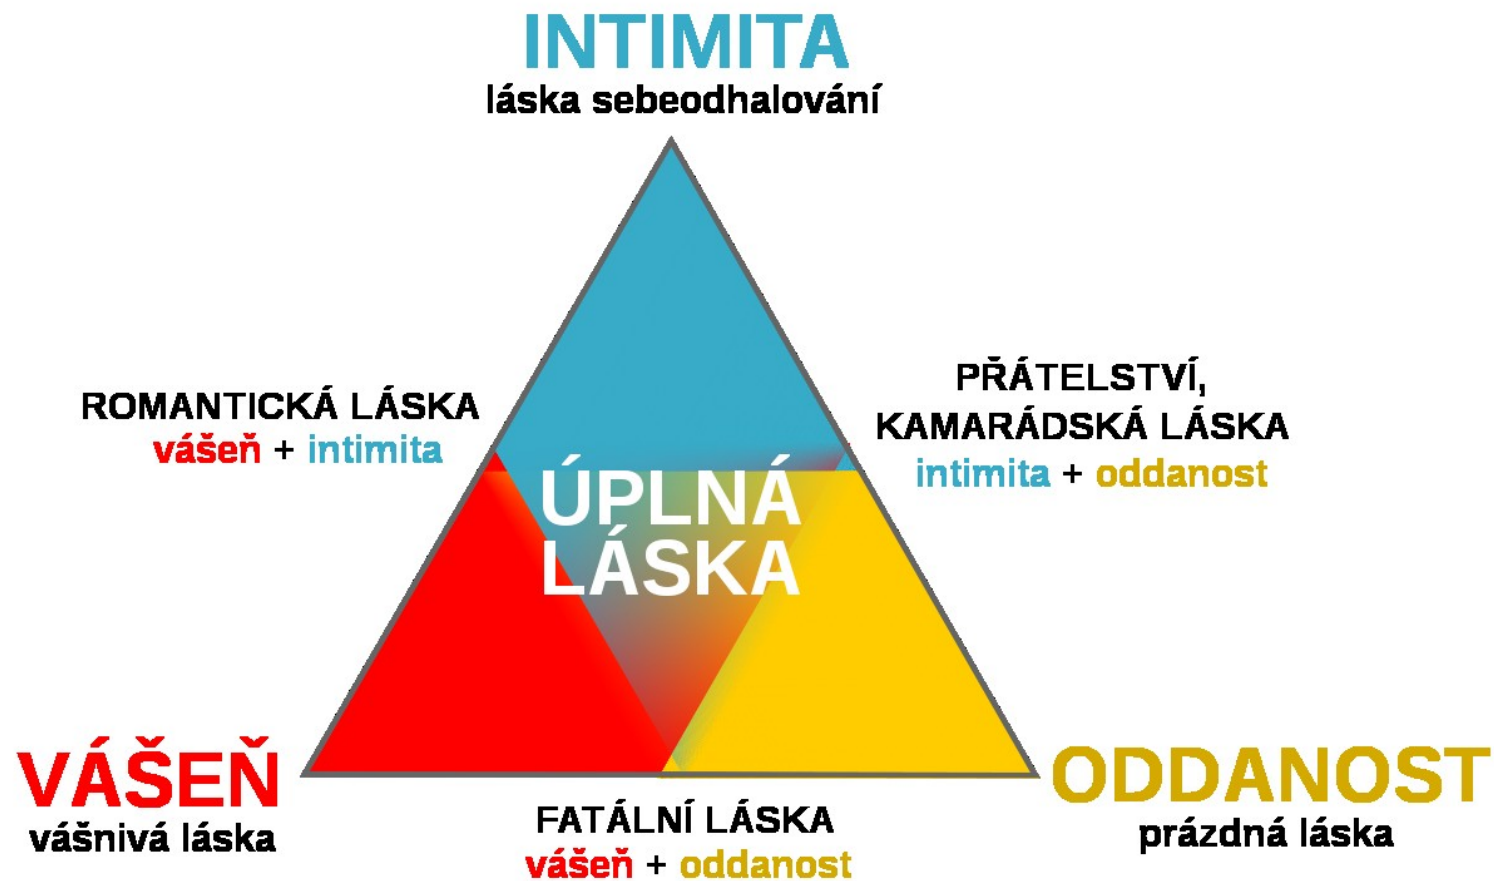 INTIMITA
láska sebeodhalování
ROMANTICKÁ LÁSKA
vášeň + intimita
PŘÁTELSTVÍ,
KAMARÁDSKÁ LÁSKA
intimita + oddanost
ÚPLNÁ
LÁSKA
VÁŠEŇ
vášnivá láska
FATÁLNÍ LÁSKA
vášeň + oddanost
ODDANOST
prázdná láska